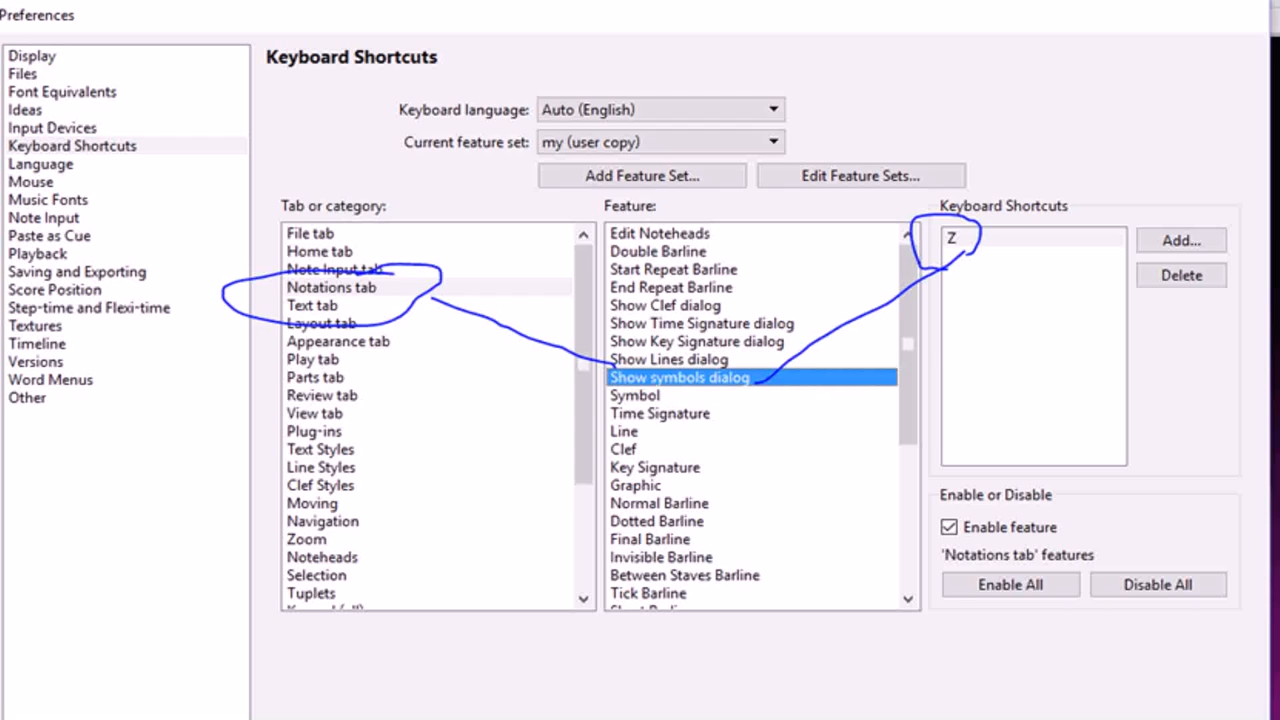 Preferences
Display
Files
Font Equivalents
Ideas
Input Devices
Keyboard Shortcuts
Language
Mouse
Music Fonts
Note Input
Paste as Cue
Playback
Saving and Exporting
Score Position
Step-time and Flexi-time
Textures
Timeline
Versions
Word Menus
Other
Keyboard Shortcuts
Keyboard language: Auto (English)
Current feature set: my (user copy)
Add Feature Set... Edit Feature Sets...
Tab or category:
File tab
Home tab
Note Input tab
Notations tab
Text tab
Layout tab
Appearance tab
Play tab
Parts tab
Review tab
View tab
Plug-ins
Text Styles
Line Styles
Clef Styles
Moving
Navigation
Zoom
Noteheads
Selection
Tuplets
Feature:
Edit Noteheads
Double Barline
Start Repeat Barline
End Repeat Barline
Show Clef dialog
Show Time Signature dialog
Show Key Signature dialog
Show Lines dialog
Show symbols dialog
Symbol
Time Signature
Line
Clef
Key Signature
Graphic
Normal Barline
Dotted Barline
Final Barline
Invisible Barline
Between Staves Barline
Tick Barline
Keyboard Shortcuts
Z
Add...
Delete
Enable or Disable
Enable feature
'Notations tab' features
Enable All Disable All